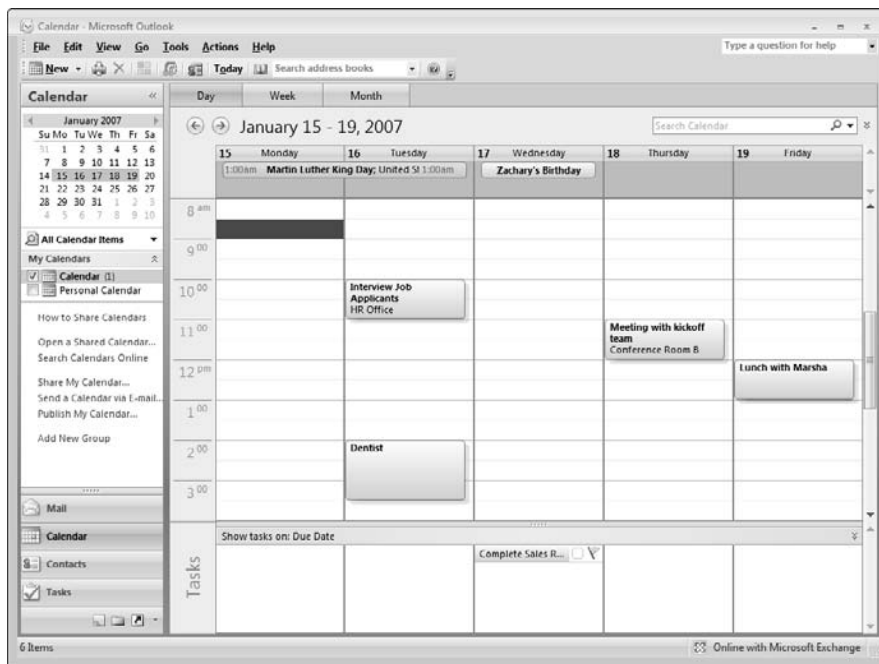 Calendar - Microsoft Outlook
File Edit View Go Tools Actions Help
Type a question for help
New Today Search address books
Calendar «
Day Week Month
January 2007
Su Mo Tu We Th Fr Sa
31 1 2 3 4 5 6
7 8 9 10 11 12 13
14 15 16 17 18 19 20
21 22 23 24 25 26 27
28 29 30 31 1 2 3
4 5 6 7 8 9 10
All Calendar Items
My Calendars
Calendar (1)
Personal Calendar
How to Share Calendars
Open a Shared Calendar...
Search Calendars Online
Share My Calendar...
Send a Calendar via E-mail...
Publish My Calendar...
Add New Group
Mail
Calendar
Contacts
Tasks
January 15 - 19, 2007
Search Calendar
15 Monday 16 Tuesday 17 Wednesday 18 Thursday 19 Friday
1:00am Martin Luther King Day; United St 1:00am
Zachary's Birthday
8 am
9 00
10 00
Interview Job
Applicants
HR Office
11 00
Meeting with kickoff
team
Conference Room B
12 pm
Lunch with Marsha
1 00
2 00
Dentist
3 00
Show tasks on: Due Date
Tasks
Complete Sales R...
6 Items
Online with Microsoft Exchange